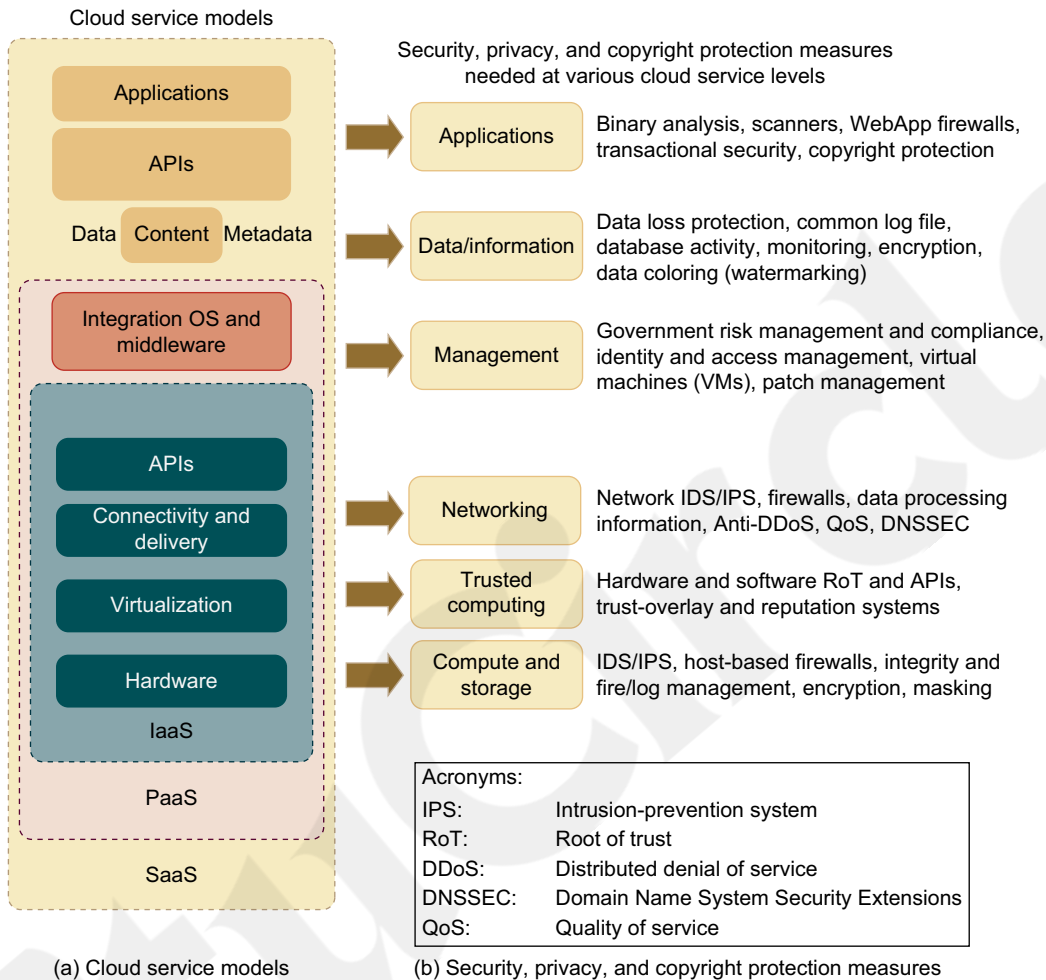 Cloud service models
Applications
APIs
Data Content Metadata
Integration OS and
middleware
APIs
Connectivity and
delivery
Virtualization
Hardware
IaaS
PaaS
SaaS
(a) Cloud service models
Security, privacy, and copyright protection measures
needed at various cloud service levels
Applications
Binary analysis, scanners, WebApp firewalls,
transactional security, copyright protection
Data/information
Data loss protection, common log file,
database activity, monitoring, encryption,
data coloring (watermarking)
Management
Government risk management and compliance,
identity and access management, virtual
machines (VMs), patch management
Networking
Network IDS/IPS, firewalls, data processing
information, Anti-DDoS, QoS, DNSSEC
Trusted
computing
Hardware and software RoT and APIs,
trust-overlay and reputation systems
Compute and
storage
IDS/IPS, host-based firewalls, integrity and
fire/log management, encryption, masking
Acronyms:
IPS: Intrusion-prevention system
RoT: Root of trust
DDoS: Distributed denial of service
DNSSEC: Domain Name System Security Extensions
QoS: Quality of service
(b) Security, privacy, and copyright protection measures